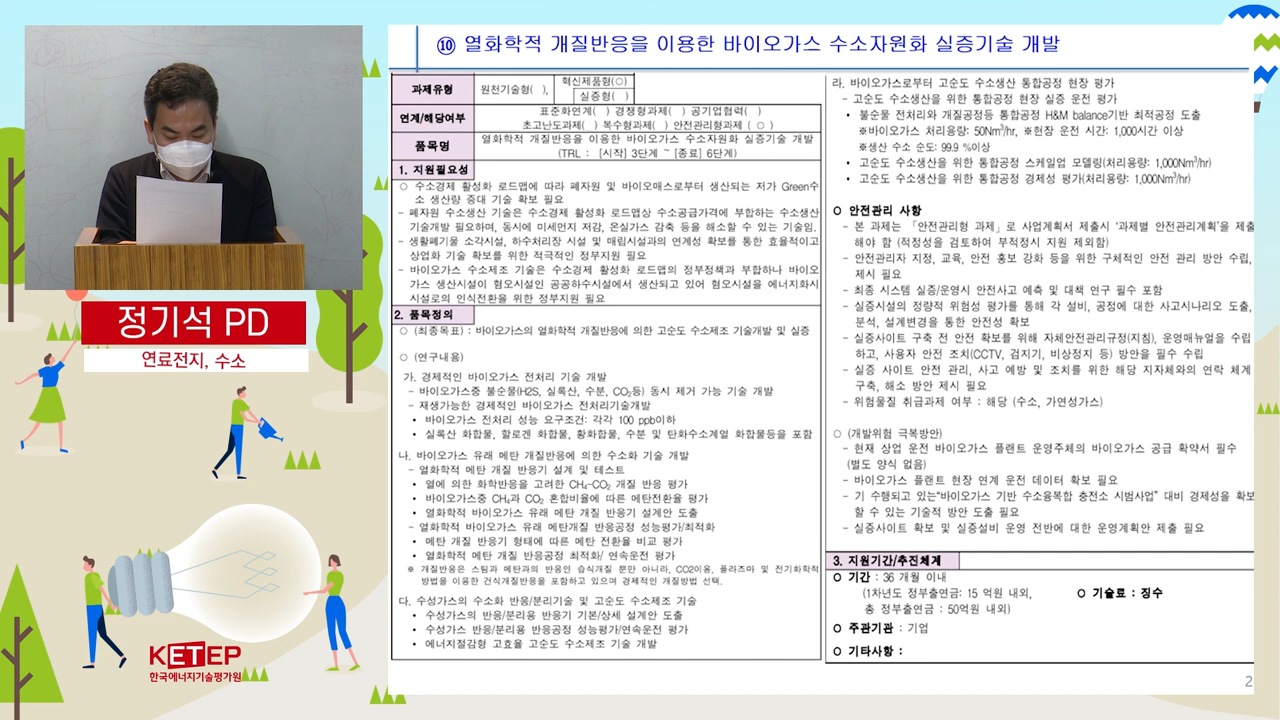 ⑩ 열화학적 개질반응을 이용한 바이오가스 수소자원화 실증기술 개발
과제유형
원천기술형( ),
혁신제품형(○)
실증형( )
연계/해당여부
표준화연계( ) 경쟁형과제( ) 공기업협력( )
초고난도과제( ) 복수형과제( ) 안전관리형과제 ( ○ )
품목명
열화학적 개질반응을 이용한 바이오가스 수소자원화 실증기술 개발
(TRL : [시작] 3단계 ~ [종료] 6단계)
1. 지원필요성
○ 수소경제 활성화 로드맵에 따라 폐자원 및 바이오매스로부터 생산되는 저가 Green수
소 생산량 증대 기술 확보 필요
- 폐자원 수소생산 기술은 수소경제 활성화 로드맵상 수소공급가격에 부합하는 수소생산
기술개발 필요하며, 동시에 미세먼지 저감, 온실가스 감축 등을 해소할 수 있는 기술임.
- 생활폐기물 소각시설, 하수처리장 시설 및 매립시설과의 연계성 확보를 통한 효율적이고
상업화 기술 확보를 위한 적극적인 정부지원 필요
- 바이오가스 수소제조 기술은 수소경제 활성화 로드맵의 정부정책과 부합하나 바이오
가스 생산시설이 혐오시설인 공공하수시설에서 생산되고 있어 혐오시설을 에너지화시
시설로의 인식전환을 위한 정부지원 필요
2. 품목정의
○ (최종목표) : 바이오가스의 열화학적 개질반응에 의한 고순도 수소제조 기술개발 및 실증
○ (연구내용)
가. 경제적인 바이오가스 전처리 기술 개발
- 바이오가스중 불순물(H2S, 실록산, 수분, CO₂등) 동시 제거 가능 기술 개발
- 재생가능한 경제적인 바이오가스 전처리기술개발
• 바이오가스 전처리 성능 요구조건: 각각 100 ppb이하
• 실록산 화합물, 할로겐 화합물, 황화합물, 수분 및 탄화수소계열 화합물등을 포함
나. 바이오가스 유래 메탄 개질반응에 의한 수소화 기술 개발
- 열화학적 메탄 개질 반응기 설계 및 테스트
• 열에 의한 화학반응을 고려한 CH₄-CO₂ 개질 반응 평가
• 바이오가스중 CH₄과 CO₂ 혼합비율에 따른 메탄전환율 평가
• 열화학적 바이오가스 유래 메탄 개질 반응기 설계안 도출
- 열화학적 바이오가스 유래 메탄개질 반응공정 성능평가/최적화
• 메탄 개질 반응기 형태에 따른 메탄 전환율 비교 평가
• 열화학적 메탄 개질 반응공정 최적화/ 연속운전 평가
※ 개질반응은 스팀과 메탄과의 반응인 습식개질 뿐만 아니라, CO2이용, 플라즈마 및 전기화학적
방법을 이용한 건식개질반응을 포함하고 있으며 경제적인 개질방법 선택.
다. 수성가스의 수소화 반응/분리기술 및 고순도 수소제조 기술
• 수성가스의 반응/분리용 반응기 기본/상세 설계안 도출
• 수성가스 반응/분리용 반응공정 성능평가/연속운전 평가
• 에너지절감형 고효율 고순도 수소제조 기술 개발
라. 바이오가스로부터 고순도 수소생산 통합공정 현장 평가
- 고순도 수소생산을 위한 통합공정 현장 실증 운전 평가
• 불순물 전처리와 개질공정등 통합공정 H&M balance기반 최적공정 도출
※바이오가스 처리용량: 50Nm³/hr, ※현장 운전 시간: 1,000시간 이상
※생산 수소 순도: 99.9 %이상
• 고순도 수소생산을 위한 통합공정 스케일업 모델링(처리용량: 1,000Nm³/hr)
• 고순도 수소생산을 위한 통합공정 경제성 평가(처리용량: 1,000Nm³/hr)
○ 안전관리 사항
- 본 과제는 「안전관리형 과제」로 사업계획서 제출시 '과제별 안전관리계획'을 제출
해야 함 (적정성을 검토하여 부적정시 지원 제외함)
- 안전관리자 지정, 교육, 안전 홍보 강화 등을 위한 구체적인 안전 관리 방안 수립,
제시 필요
- 최종 시스템 실증/운영시 안전사고 예측 및 대책 연구 필수 포함
- 실증시설의 정량적 위험성 평가를 통해 각 설비, 공정에 대한 사고시나리오 도출,
분석, 설계변경을 통한 안전성 확보
- 실증사이트 구축 전 안전 확보를 위해 자체안전관리규정(지침), 운영매뉴얼을 수립
하고, 사용자 안전 조치(CCTV, 검지기, 비상정지 등) 방안을 필수 수립
- 실증 사이트 안전 관리, 사고 예방 및 조치를 위한 해당 지자체와의 연락 체계
구축, 해소 방안 제시 필요
- 위험물질 취급과제 여부 : 해당 (수소, 가연성가스)
○ (개발위험 극복방안)
- 현재 상업 운전 바이오가스 플랜트 운영주체의 바이오가스 공급 확약서 필수
(별도 양식 없음)
- 바이오가스 플랜트 현장 연계 운전 데이터 확보 필요
- 기 수행되고 있는"바이오가스 기반 수소융복합 충전소 시범사업" 대비 경제성을 확보
할 수 있는 기술적 방안 도출 필요
- 실증사이트 확보 및 실증설비 운영 전반에 대한 운영계획안 제출 필요
3. 지원기간/추진체계
○ 기간 : 36 개월 이내
(1차년도 정부출연금: 15 억원 내외,
총 정부출연금 : 50억원 내외)
○ 기술료 : 징수
○ 주관기관 : 기업
○ 기타사항 :
2
정기석 PD
연료전지, 수소
KETEP
한국에너지기술평가원